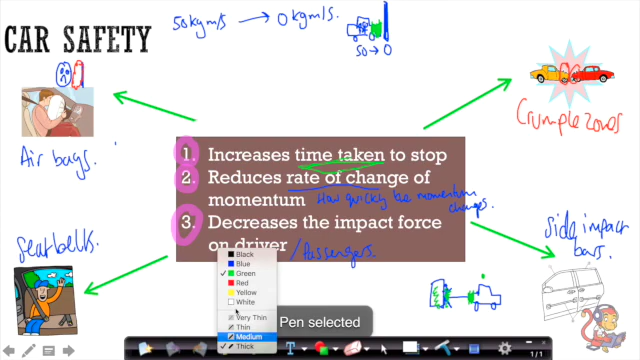 50kgm/s → 0kgm/s.
CAR SAFETY
50 → 0
Crumple zones
Air bags.
1. Increases time taken to stop
2. Reduces rate of change of
momentum
How quickly the momentum
changes.
3. Decreases the impact force
on driver
/Passengers.
Seatbelts.
Side impact
bars.
Black
Blue
Green
Red
Yellow
White
Very Thin
Thin
Medium
Thick
Pen selected
1/1